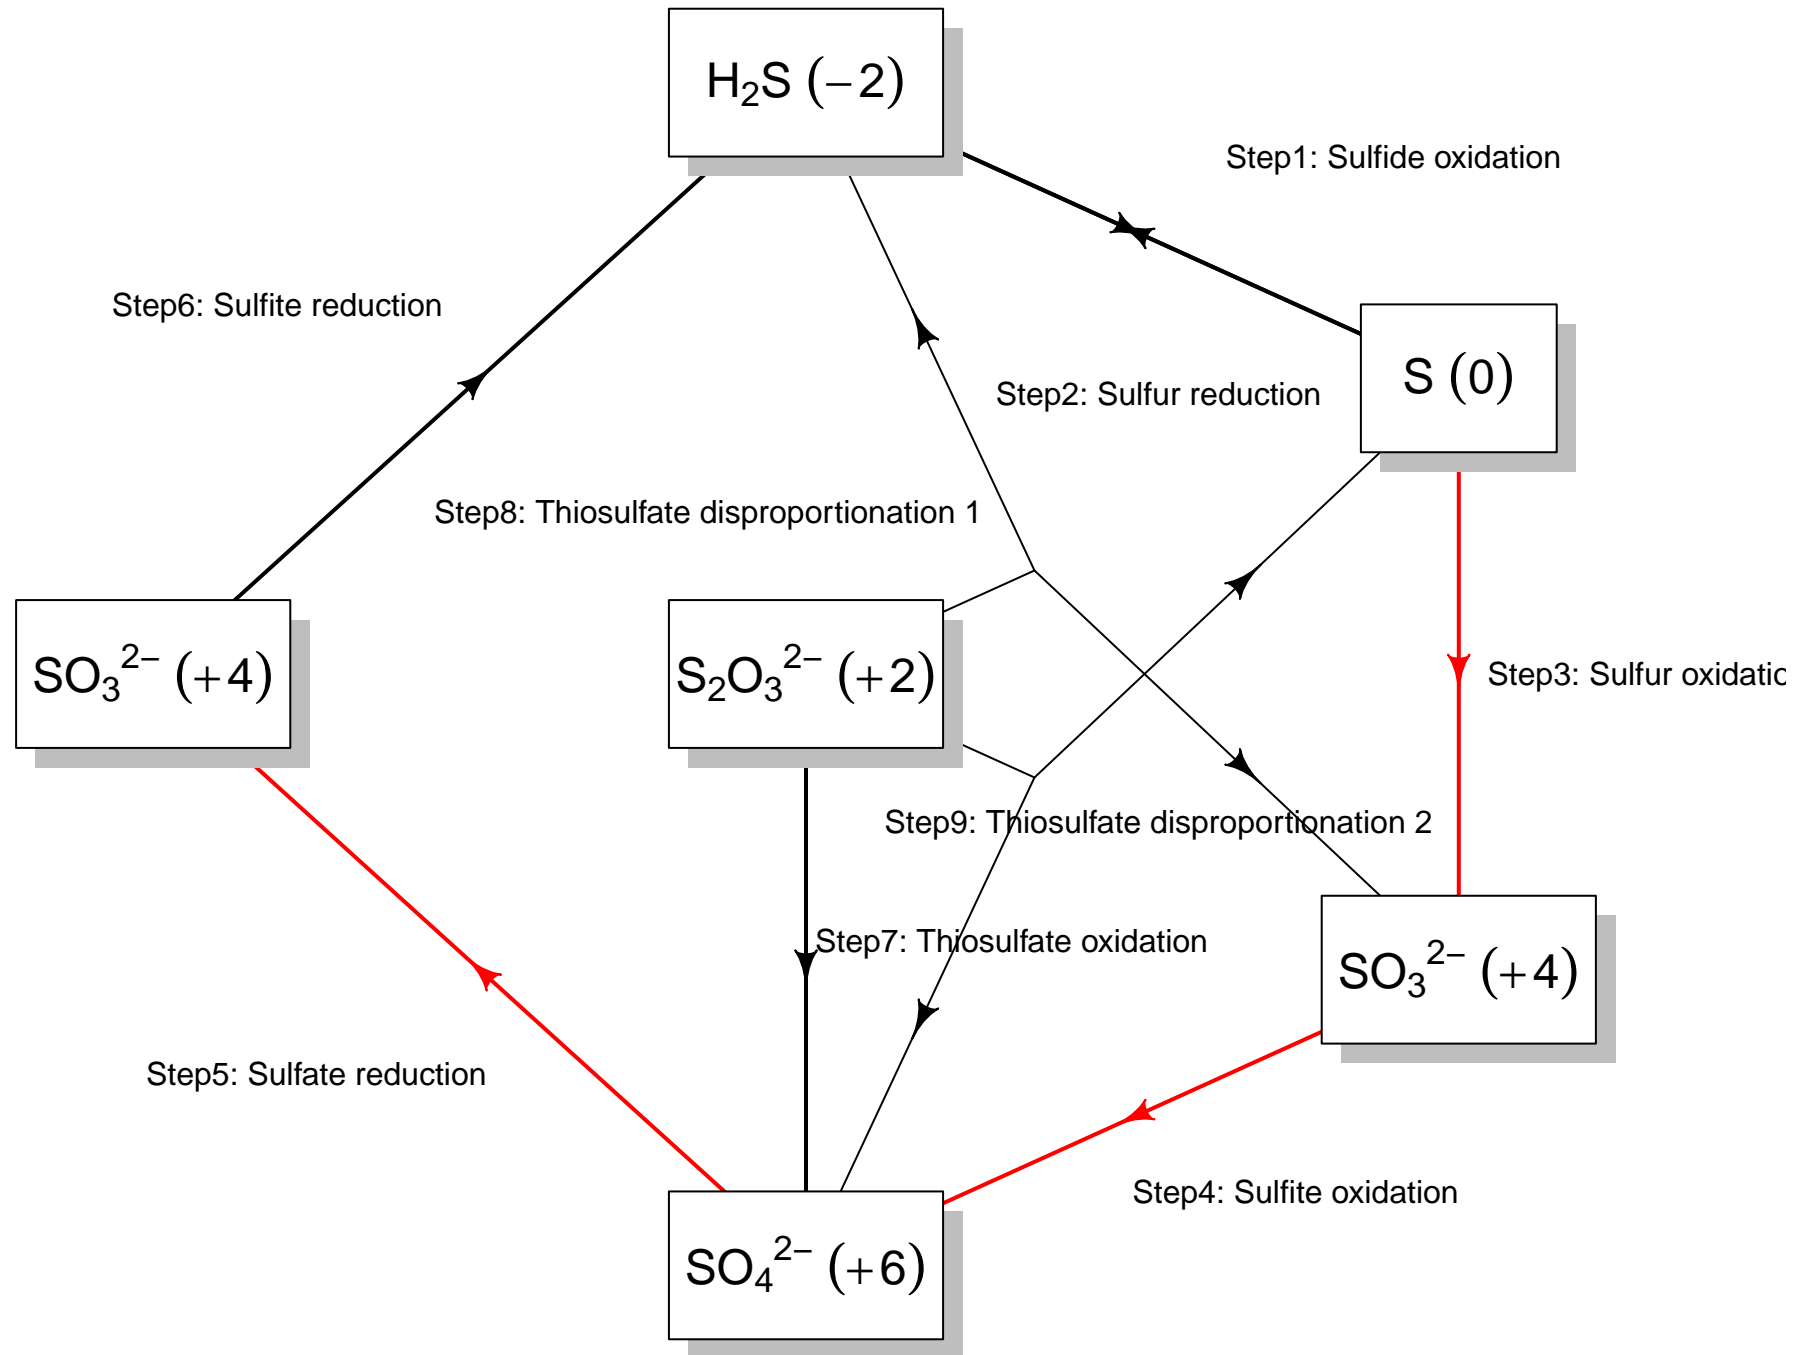 H₂S (−2)
Step1: Sulfide oxidation
Step6: Sulfite reduction
S (0)
Step2: Sulfur reduction
Step8: Thiosulfate disproportionation 1
SO₃²⁻ (+4)
S₂O₃²⁻ (+2)
Step3: Sulfur oxidatic
Step9: Thiosulfate disproportionation 2
Step7: Thiosulfate oxidation
SO₃²⁻ (+4)
Step5: Sulfate reduction
Step4: Sulfite oxidation
SO₄²⁻ (+6)